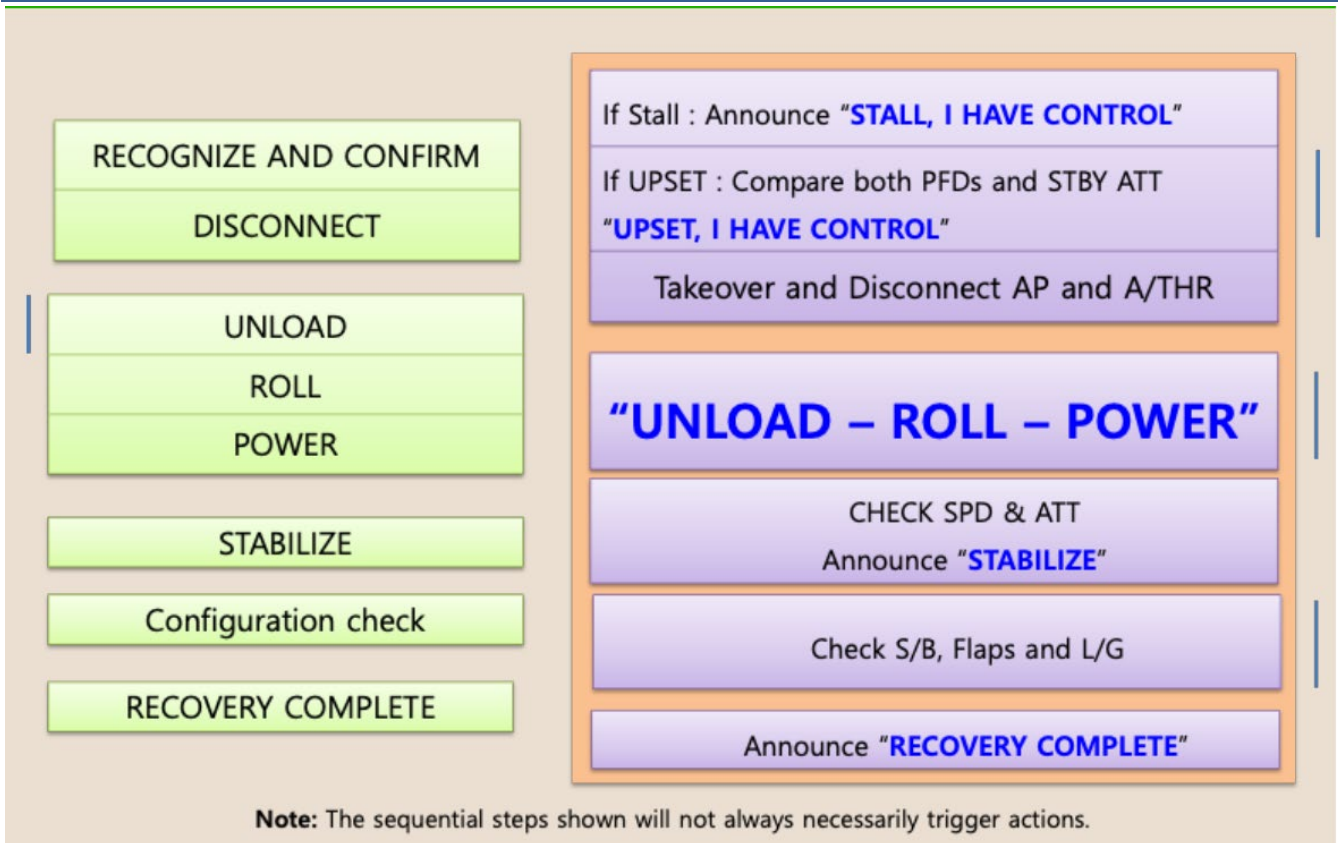 RECOGNIZE AND CONFIRM
DISCONNECT
UNLOAD
ROLL
POWER
STABILIZE
Configuration check
RECOVERY COMPLETE
If Stall : Announce "STALL, I HAVE CONTROL"
If UPSET : Compare both PFDs and STBY ATT
"UPSET, I HAVE CONTROL"
Takeover and Disconnect AP and A/THR
“UNLOAD – ROLL – POWER”
CHECK SPD & ATT
Announce "STABILIZE"
Check S/B, Flaps and L/G
Announce "RECOVERY COMPLETE"
Note: The sequential steps shown will not always necessarily trigger actions.